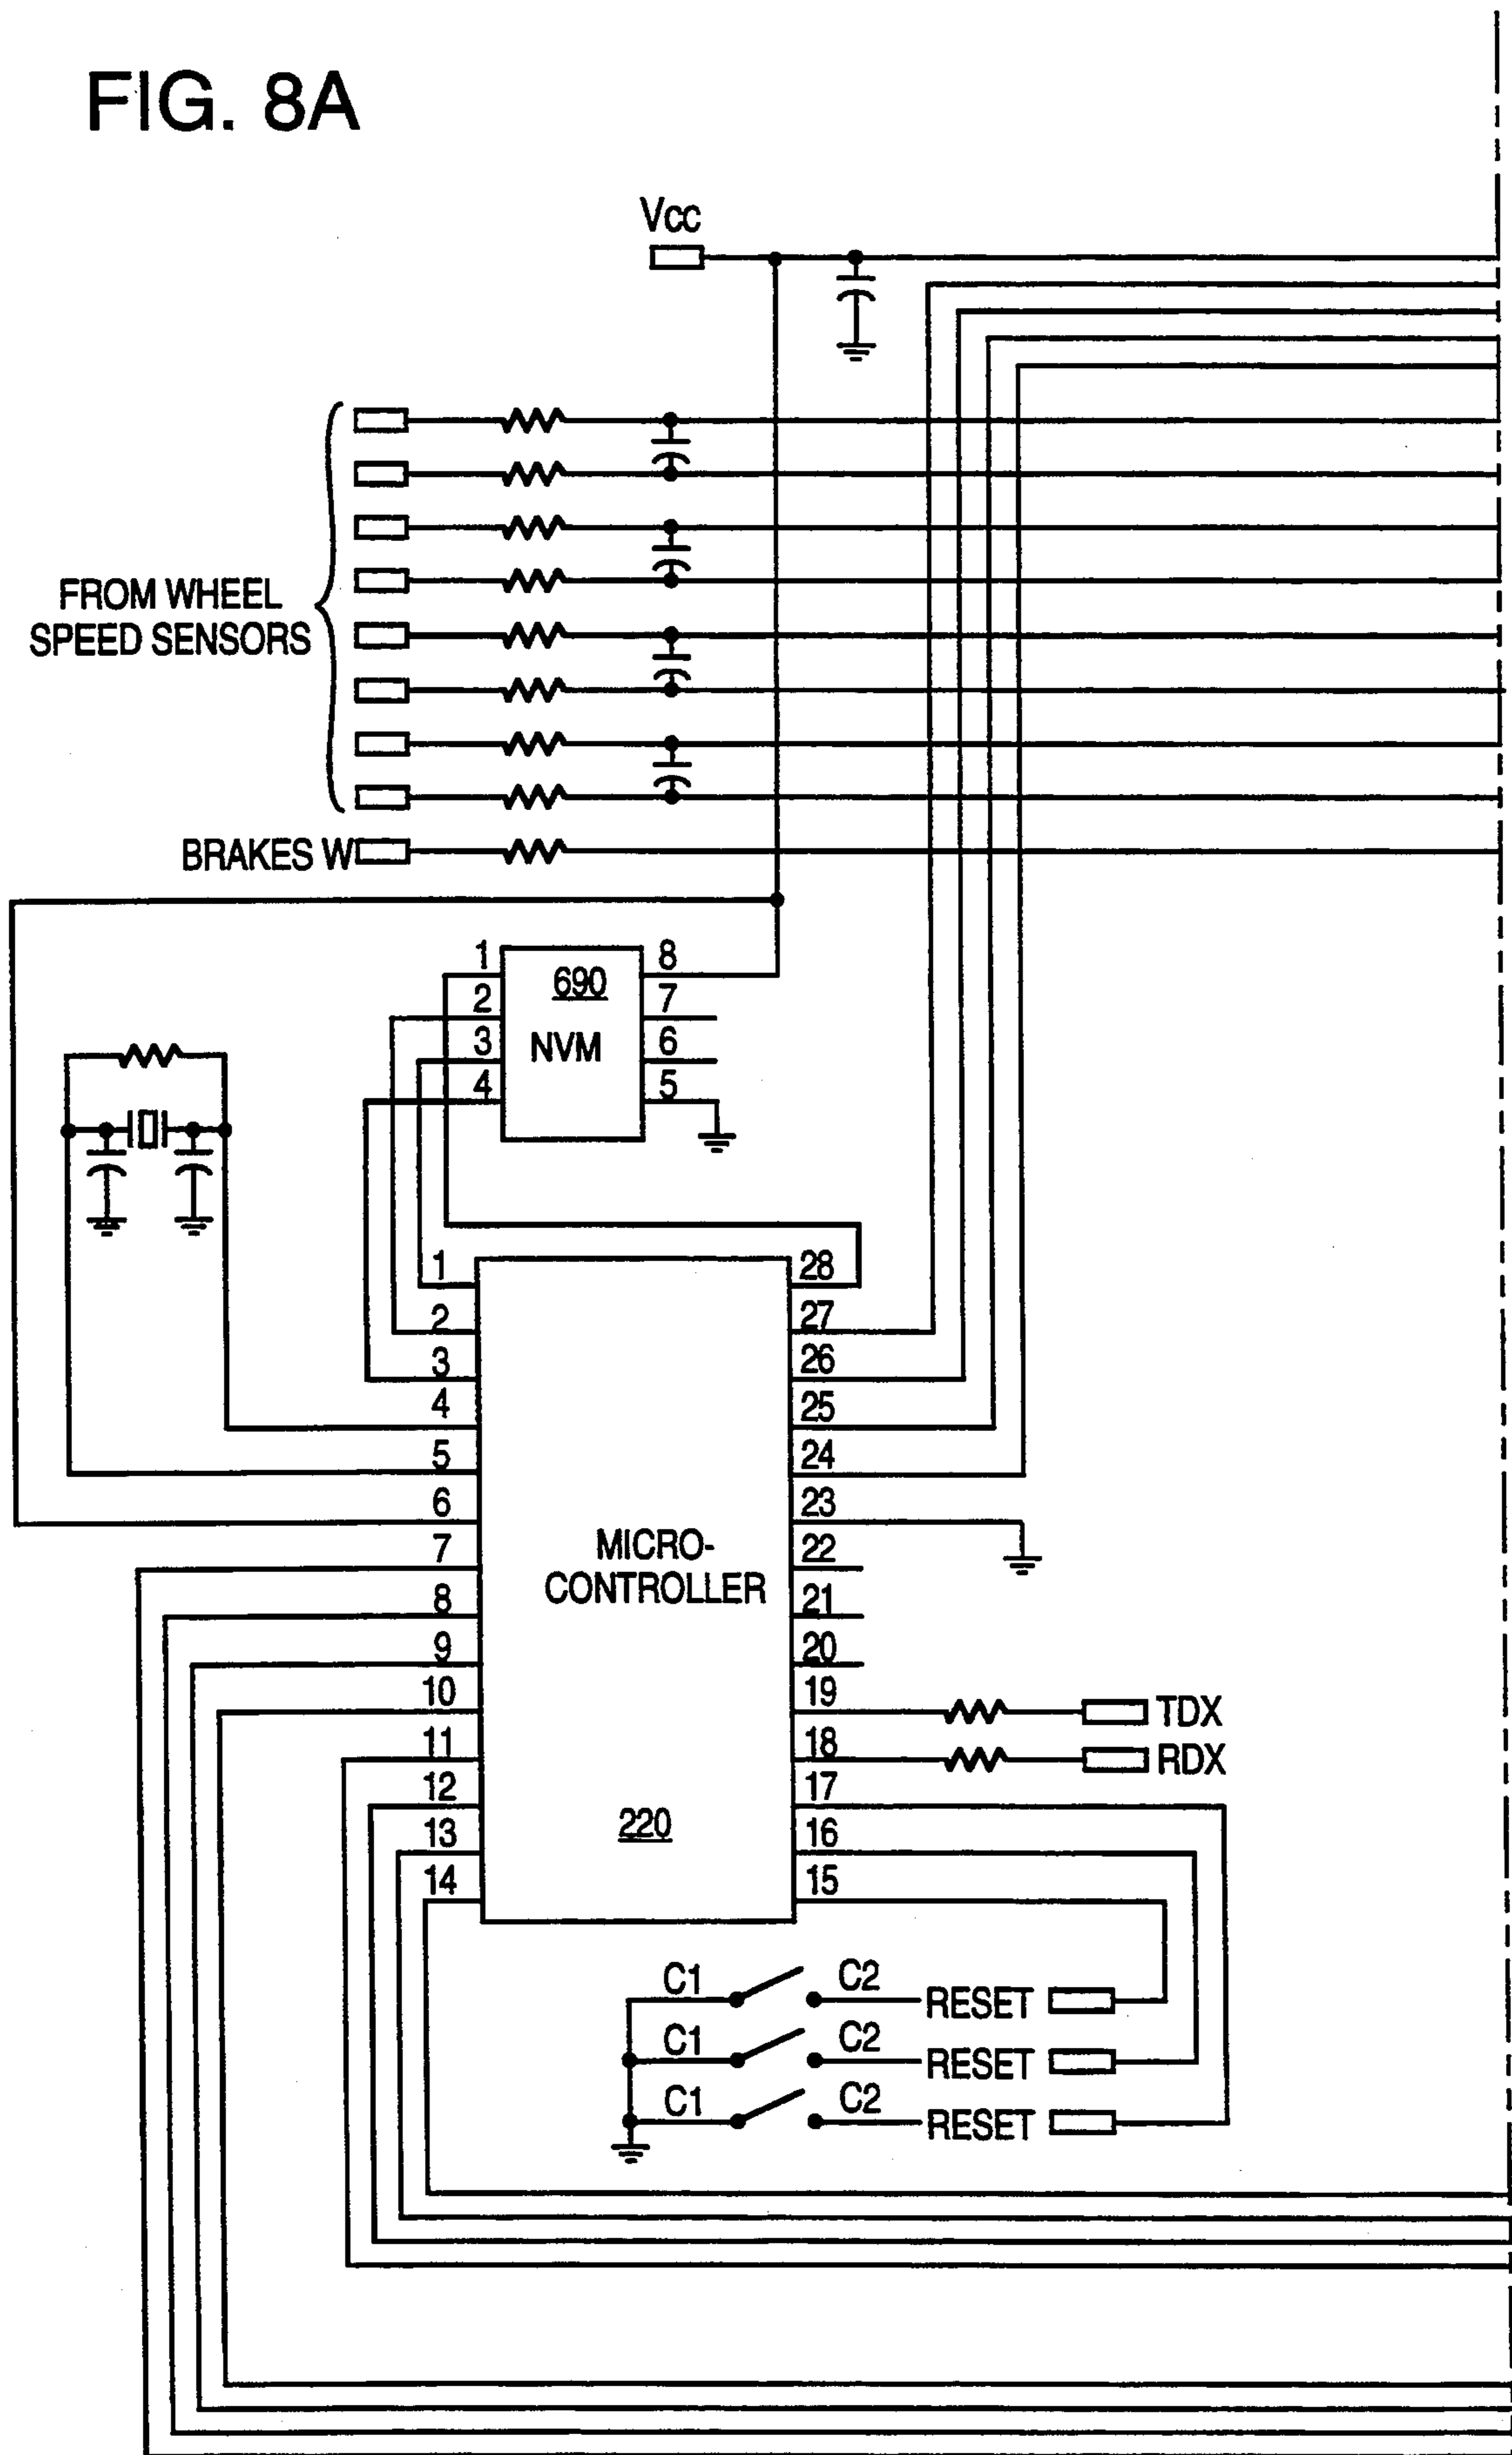 FIG. 8A
Vcc
FROM WHEEL
SPEED SENSORS
BRAKES W
1 8
690
2 7
3 NVM 6
4 5
1 28
2 27
3 26
4 25
5 24
6 23
MICRO-
7 22
CONTROLLER
8 21
9 20
10 19 TDX
11 18 RDX
12 17
220
13 16
14 15
C1 C2 RESET
C1 C2 RESET
C1 C2 RESET